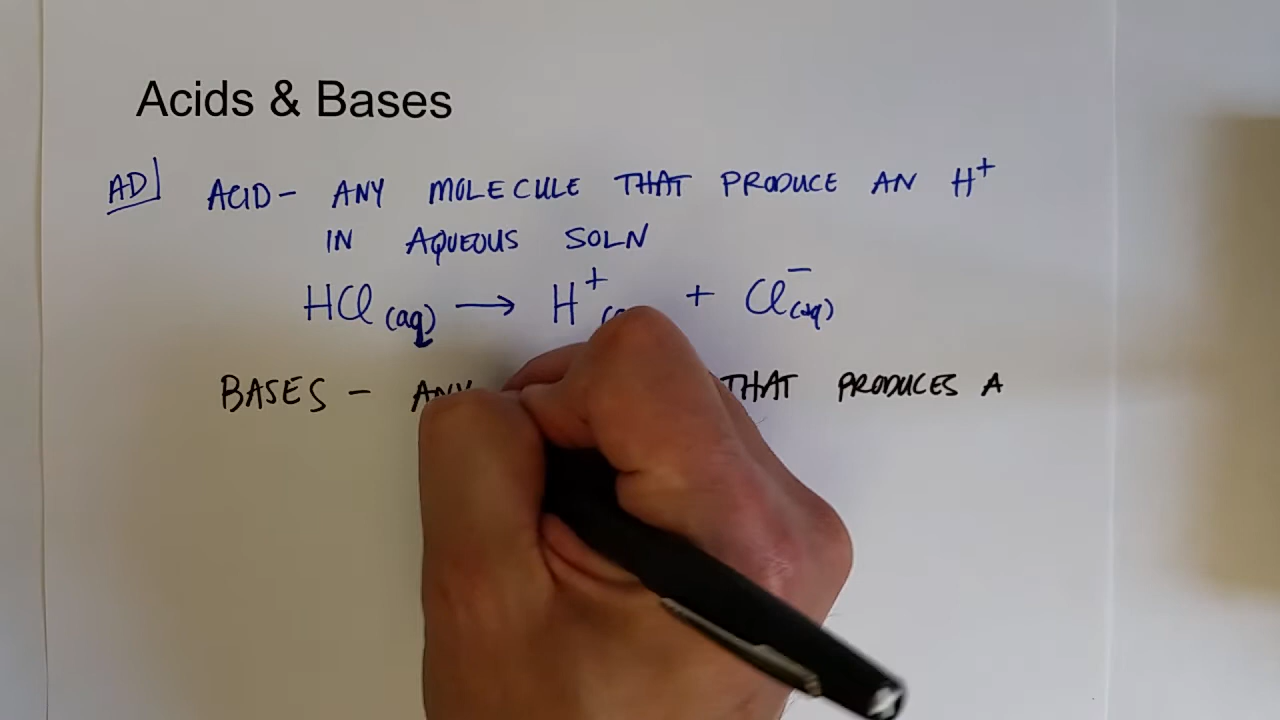 Acids & Bases
AD ACID - ANY MOLECULE THAT PRODUCE AN H⁺
IN AQUEOUS SOLN
HCl (aq) → H⁺ + Cl⁻(aq)
BASES - ANY THAT PRODUCES A